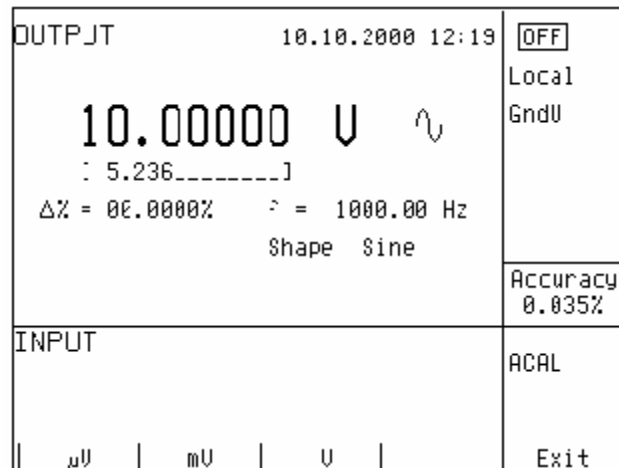 OUTPUT 10.10.2000 12:19
10.00000 V
[ 5.236________]
Δ% = 00.0000% f = 1000.00 Hz
Shape Sine
OFF
Local
GndU
Accuracy
0.035%
INPUT
ACAL
µV | mV | V |
Exit